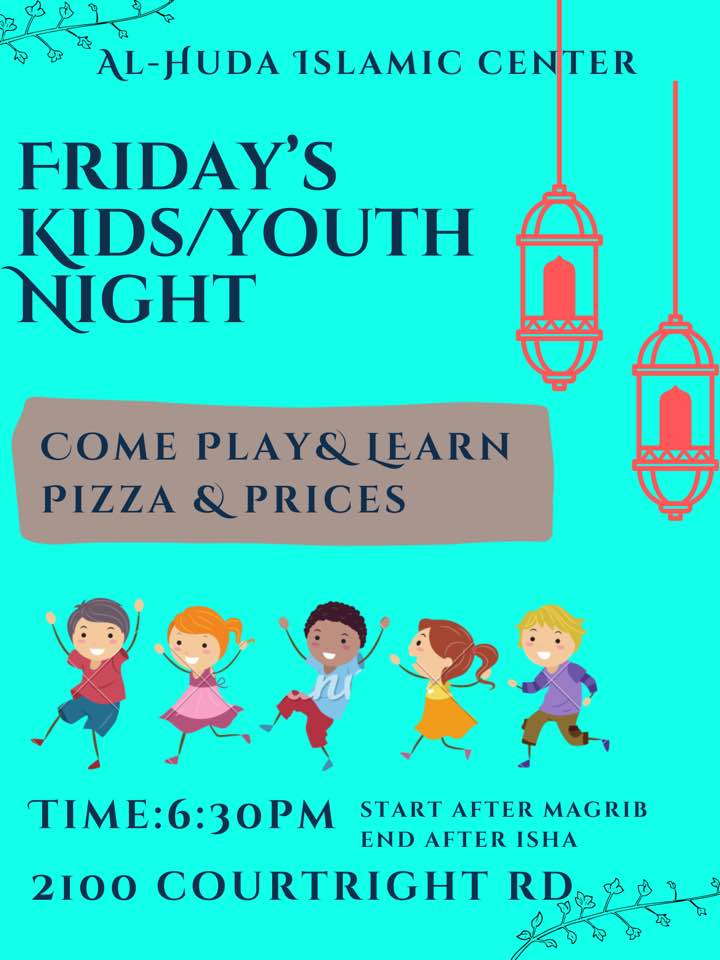 Al-Huda Islamic Center
Friday's
Kids/Youth
Night
Come Play& LEarn
Pizza & Prices
Time:6:30PM
Start after Magrib
End after Isha
2100 Courtright Rd